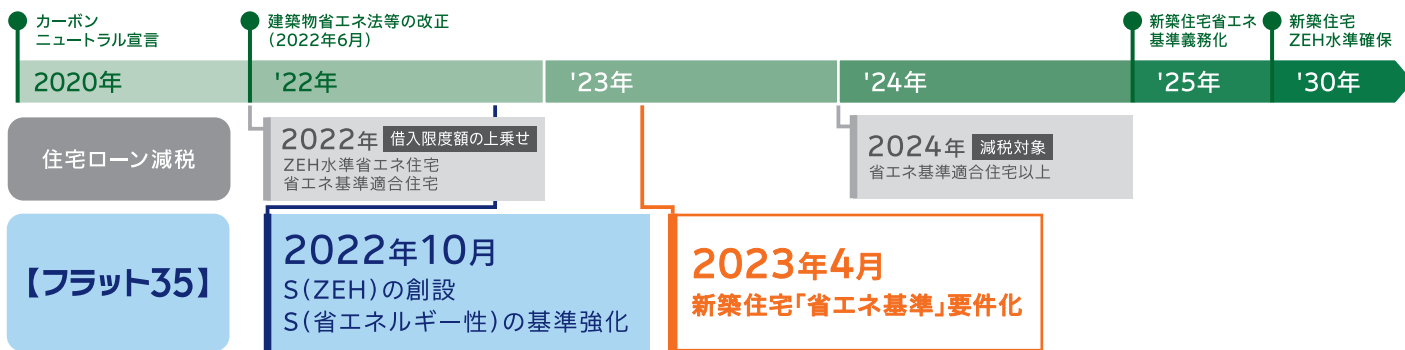 カーボン
ニュートラル宣言
建築物省エネ法等の改正
(2022年6月)
新築住宅省エネ
基準義務化
新築住宅
ZEH水準確保
2020年
'22年
'23年
'24年
'25年
'30年
住宅ローン減税
2022年 借入限度額の上乗せ
ZEH水準省エネ住宅
省エネ基準適合住宅
2024年 減税対象
省エネ基準適合住宅以上
【フラット35】
2022年10月
S(ZEH)の創設
S(省エネルギー性)の基準強化
2023年4月
新築住宅「省エネ基準」要件化